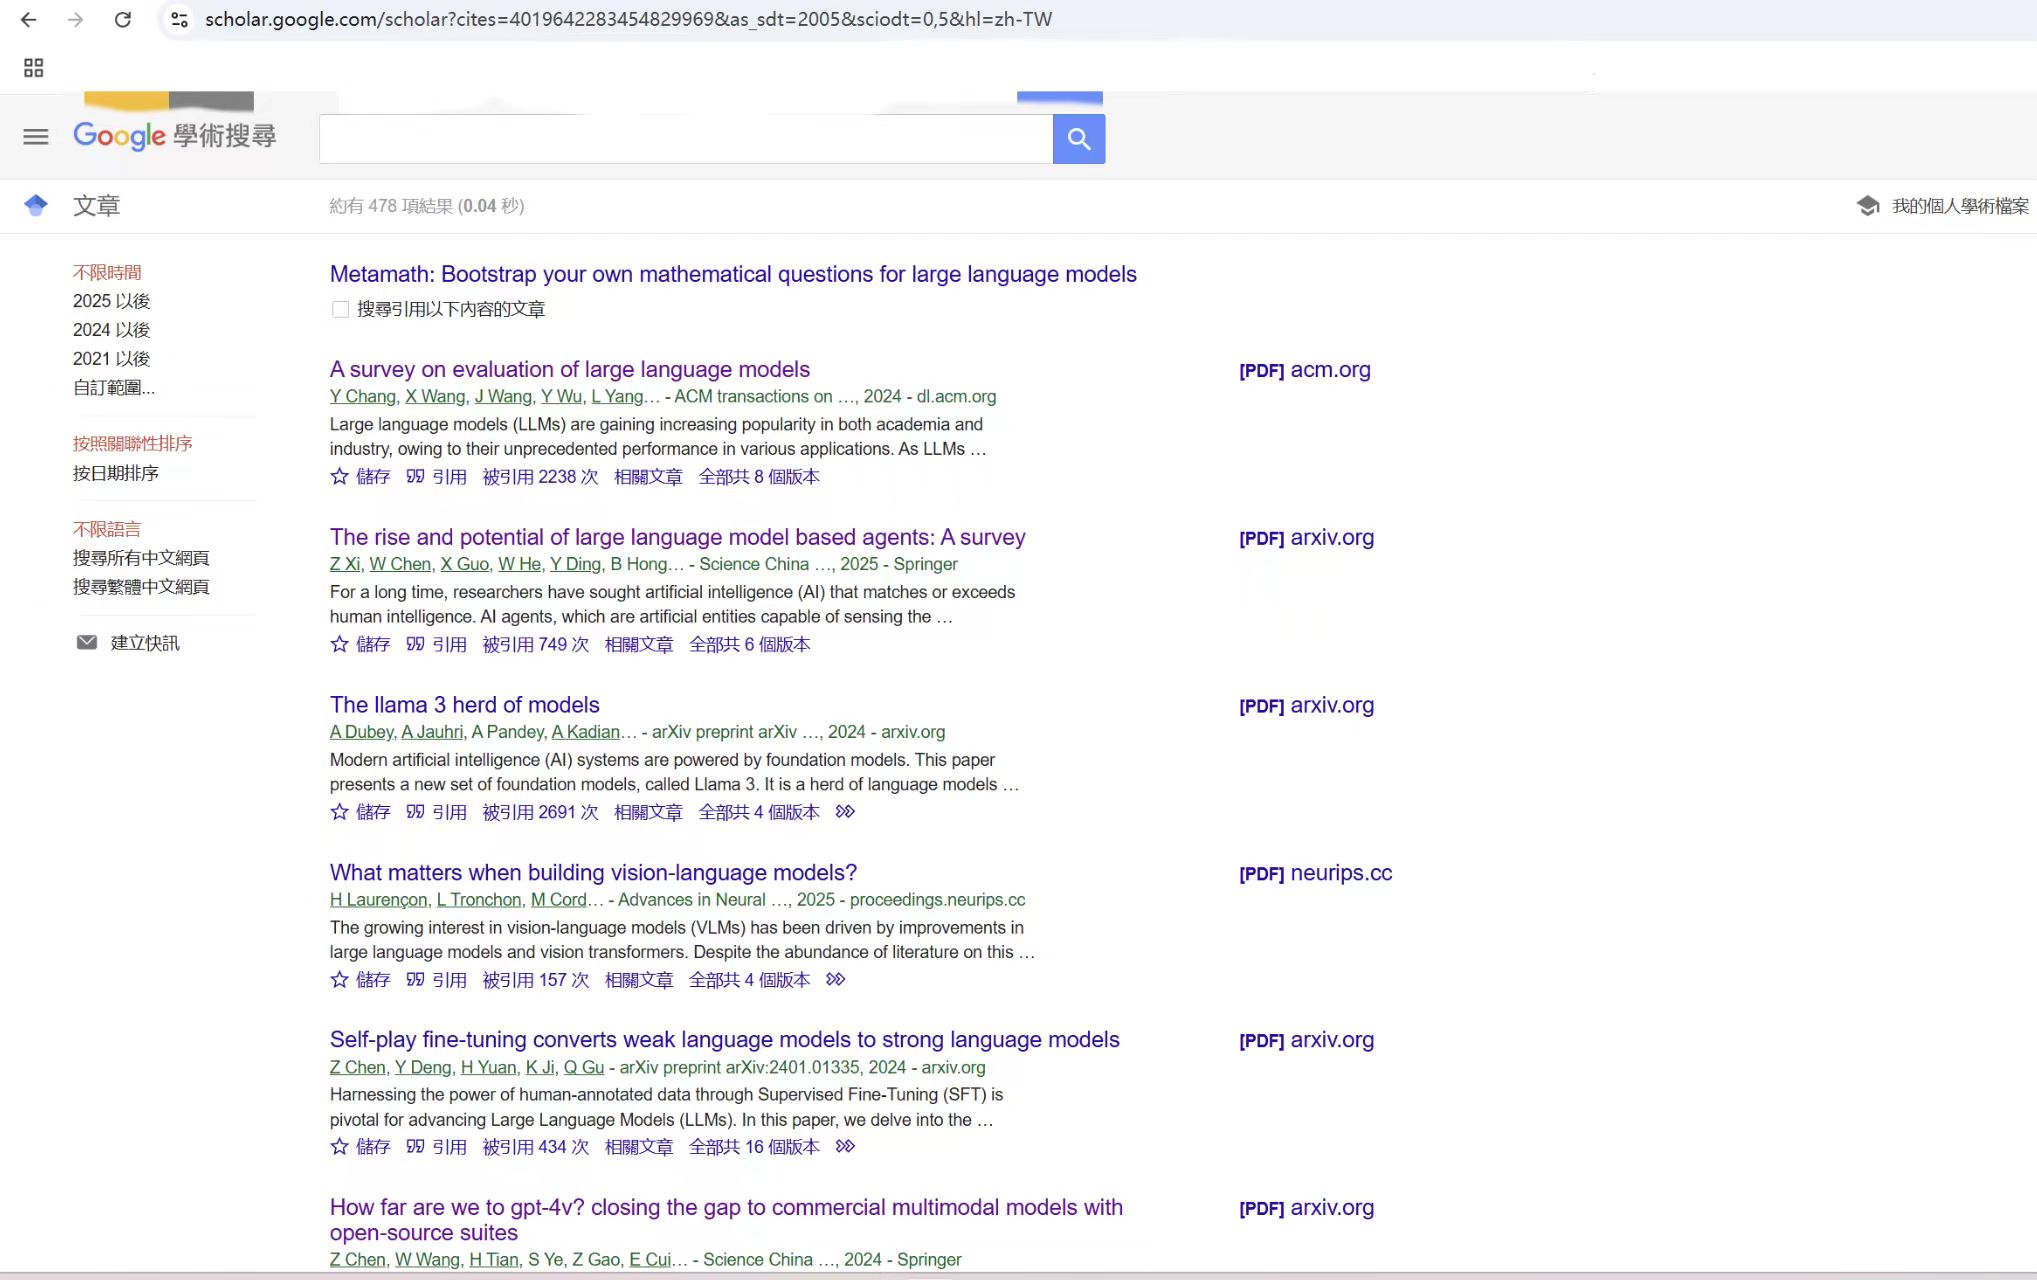 scholar.google.com/scholar?cites=4019642283454829969&as_sdt=2005&sciodt=0,5&hl=zh-TW
Google 學術搜尋
文章
約有 478 項結果 (0.04 秒)
我的個人學術檔案
不限時間
2025 以後
2024 以後
2021 以後
自訂範圍...
按照關聯性排序
按日期排序
不限語言
搜尋所有中文網頁
搜尋繁體中文網頁
建立快訊
Metamath: Bootstrap your own mathematical questions for large language models
搜尋引用以下內容的文章
A survey on evaluation of large language models
[PDF] acm.org
Y Chang, X Wang, J Wang, Y Wu, L Yang… - ACM transactions on …, 2024 - dl.acm.org
Large language models (LLMs) are gaining increasing popularity in both academia and
industry, owing to their unprecedented performance in various applications. As LLMs …
儲存 引用 被引用 2238 次 相關文章 全部共 8 個版本
The rise and potential of large language model based agents: A survey
[PDF] arxiv.org
Z Xi, W Chen, X Guo, W He, Y Ding, B Hong… - Science China …, 2025 - Springer
For a long time, researchers have sought artificial intelligence (AI) that matches or exceeds
human intelligence. AI agents, which are artificial entities capable of sensing the …
儲存 引用 被引用 749 次 相關文章 全部共 6 個版本
The llama 3 herd of models
[PDF] arxiv.org
A Dubey, A Jauhri, A Pandey, A Kadian… - arXiv preprint arXiv …, 2024 - arxiv.org
Modern artificial intelligence (AI) systems are powered by foundation models. This paper
presents a new set of foundation models, called Llama 3. It is a herd of language models …
儲存 引用 被引用 2691 次 相關文章 全部共 4 個版本
What matters when building vision-language models?
[PDF] neurips.cc
H Laurençon, L Tronchon, M Cord… - Advances in Neural …, 2025 - proceedings.neurips.cc
The growing interest in vision-language models (VLMs) has been driven by improvements in
large language models and vision transformers. Despite the abundance of literature on this …
儲存 引用 被引用 157 次 相關文章 全部共 4 個版本
Self-play fine-tuning converts weak language models to strong language models
[PDF] arxiv.org
Z Chen, Y Deng, H Yuan, K Ji, Q Gu - arXiv preprint arXiv:2401.01335, 2024 - arxiv.org
Harnessing the power of human-annotated data through Supervised Fine-Tuning (SFT) is
pivotal for advancing Large Language Models (LLMs). In this paper, we delve into the …
儲存 引用 被引用 434 次 相關文章 全部共 16 個版本
How far are we to gpt-4v? closing the gap to commercial multimodal models with
open-source suites
[PDF] arxiv.org
Z Chen, W Wang, H Tian, S Ye, Z Gao, E Cui… - Science China …, 2024 - Springer